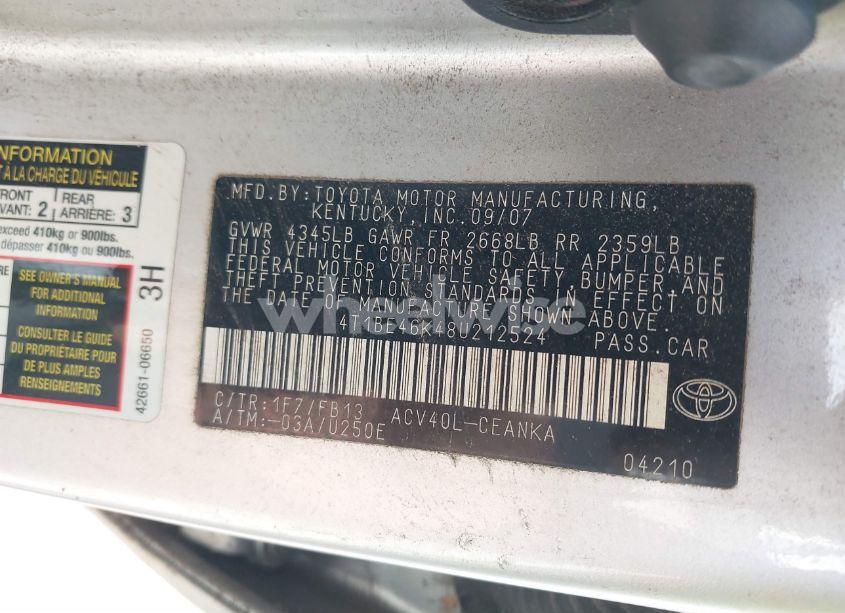 NFORMATION
T À LA CHARGE DU VÉHICULE
FRONT
REAR
AVANT: 2
ARRIÈRE: 3
exceed 410kg or 900lbs.
dépasser 410kg ou 900lbs.
SEE OWNER'S MANUAL
FOR ADDITIONAL
INFORMATION
CONSULTER LE GUIDE
DU PROPRIÉTAIRE POUR
DE PLUS AMPLES
RENSEIGNEMENTS
3H
42661-06650
MFD.BY:TOYOTA MOTOR MANUFACTURING,
KENTUCKY,INC.09/07
GVWR 4345LB GAWR FR 2668LB RR 2359LB
THIS VEHICLE CONFORMS TO ALL APPLICABLE
FEDERAL MOTOR VEHICLE SAFETY BUMPER AND
THEFT PREVENTION STANDARDS IN EFFECT ON
THE DATE OF MANUFACTURE SHOWN ABOVE.
4T1BE46K48U212524 PASS.CAR
wheelwise
C/TR:1F7/FB13
A/TM:-03A/U250E
ACV40L-CEANKA
04210